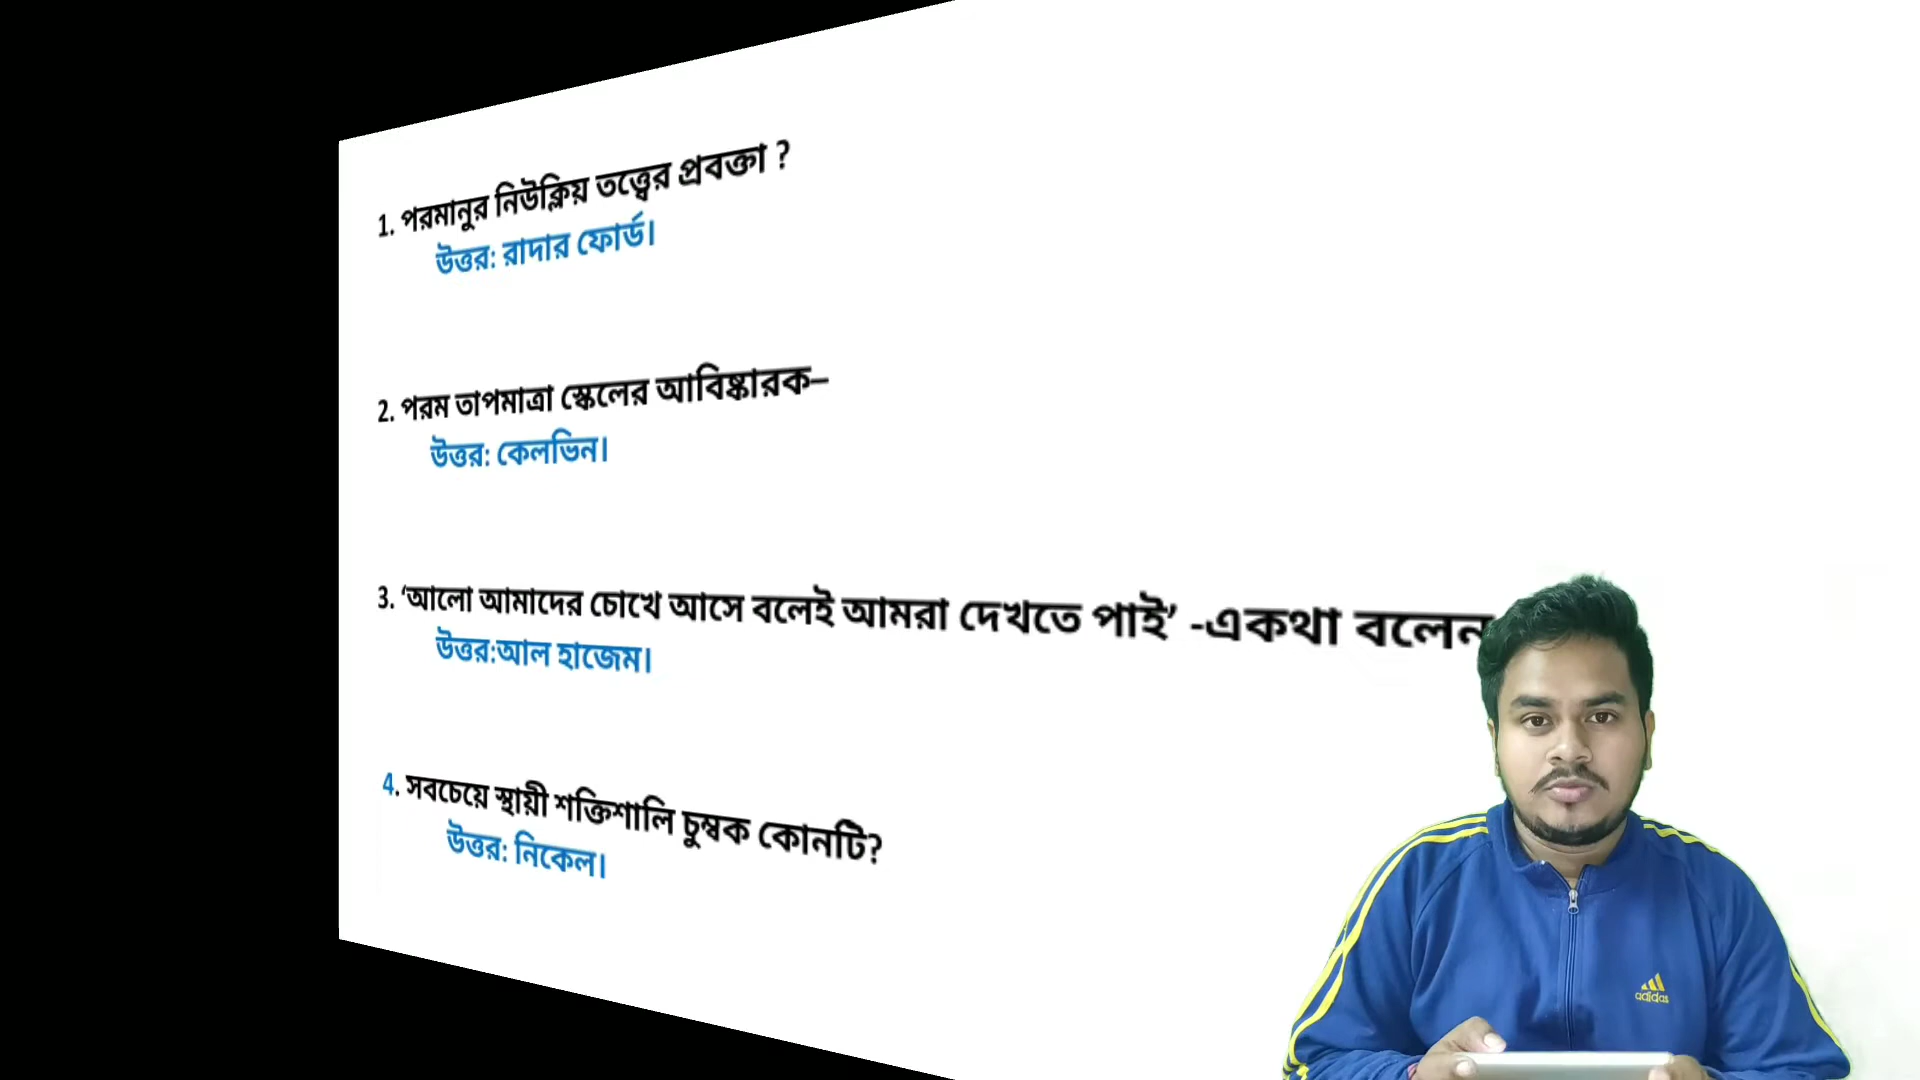 1. পরমানুর নিউক্লিয় তত্ত্বের প্রবক্তা ?
উত্তর: রাদার ফোর্ড।
2. পরম তাপমাত্রা স্কেলের আবিষ্কারক–
উত্তর: কেলভিন।
3. ‘আলো আমাদের চোখে আসে বলেই আমরা দেখতে পাই’ -একথা বলেন
উত্তর:আল হাজেম।
4. সবচেয়ে স্থায়ী শক্তিশালি চুম্বক কোনটি?
উত্তর: নিকেল।
adidas